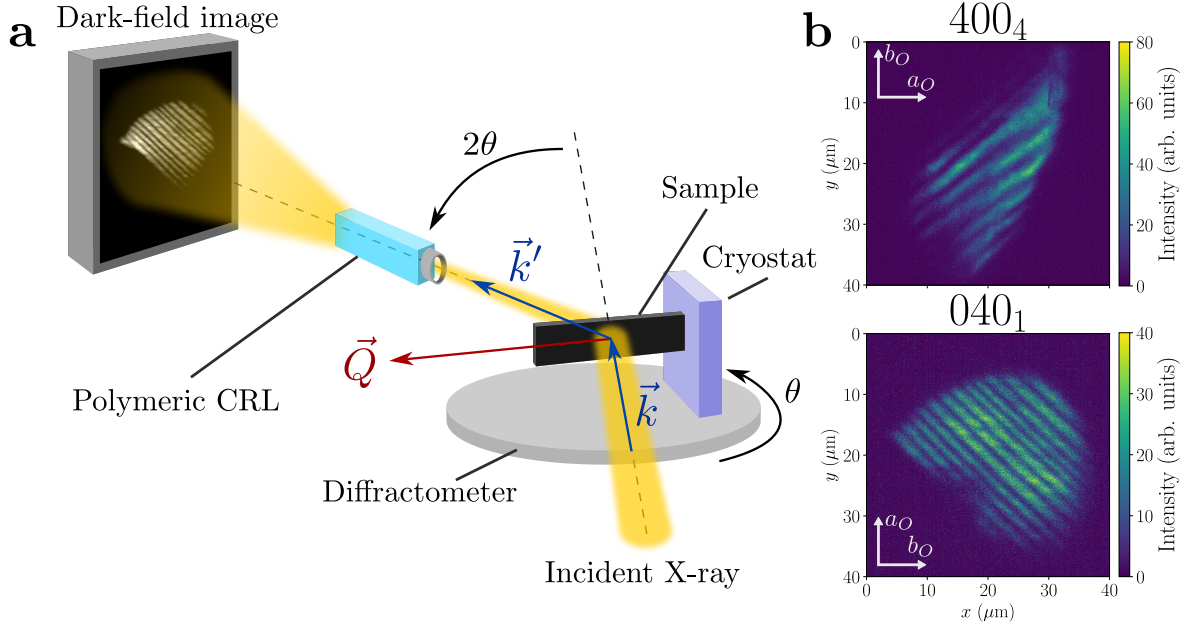 a
Dark-field image
2θ
Sample
Cryostat
k⃗′
Q⃗
k⃗
θ
Polymeric CRL
Diffractometer
Incident X-ray
b
400₄
b_O
a_O
0
10
20
30
40
y (μm)
0
20
40
60
80
Intensity (arb. units)
040₁
a_O
b_O
0
10
20
30
40
y (μm)
0 10 20 30 40
x (μm)
0
10
20
30
40
Intensity (arb. units)